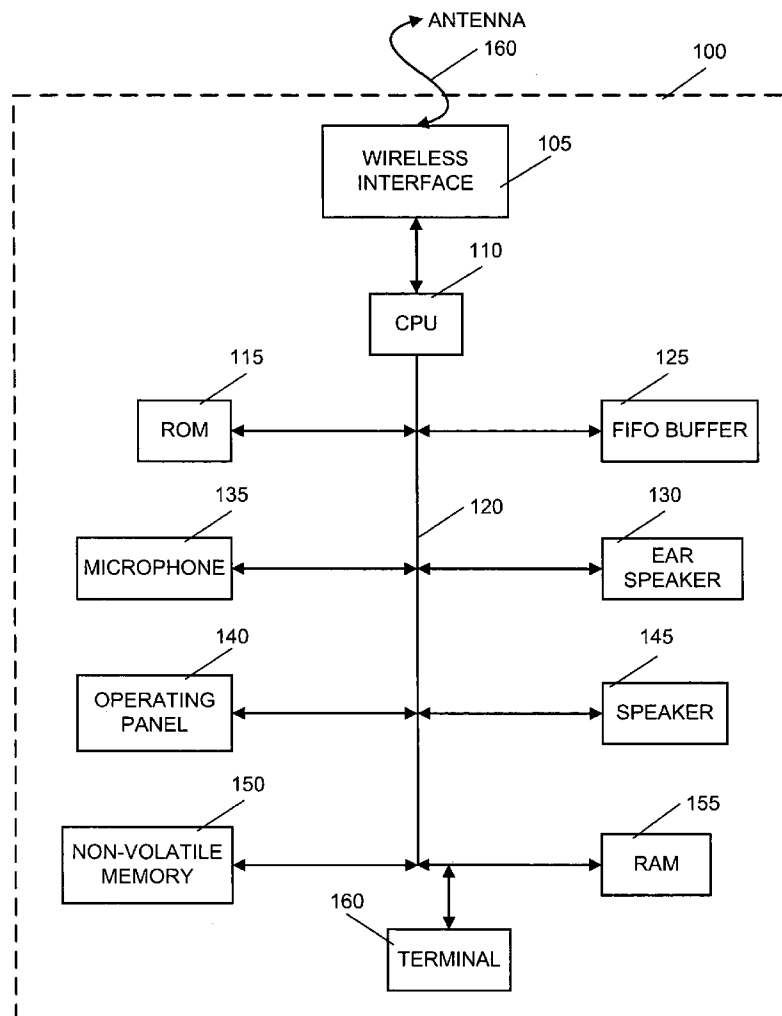 ANTENNA
160
100
WIRELESS
INTERFACE
105
110
CPU
115
ROM
125
FIFO BUFFER
135
MICROPHONE
120
130
EAR
SPEAKER
140
OPERATING
PANEL
145
SPEAKER
150
NON-VOLATILE
MEMORY
155
RAM
160
TERMINAL